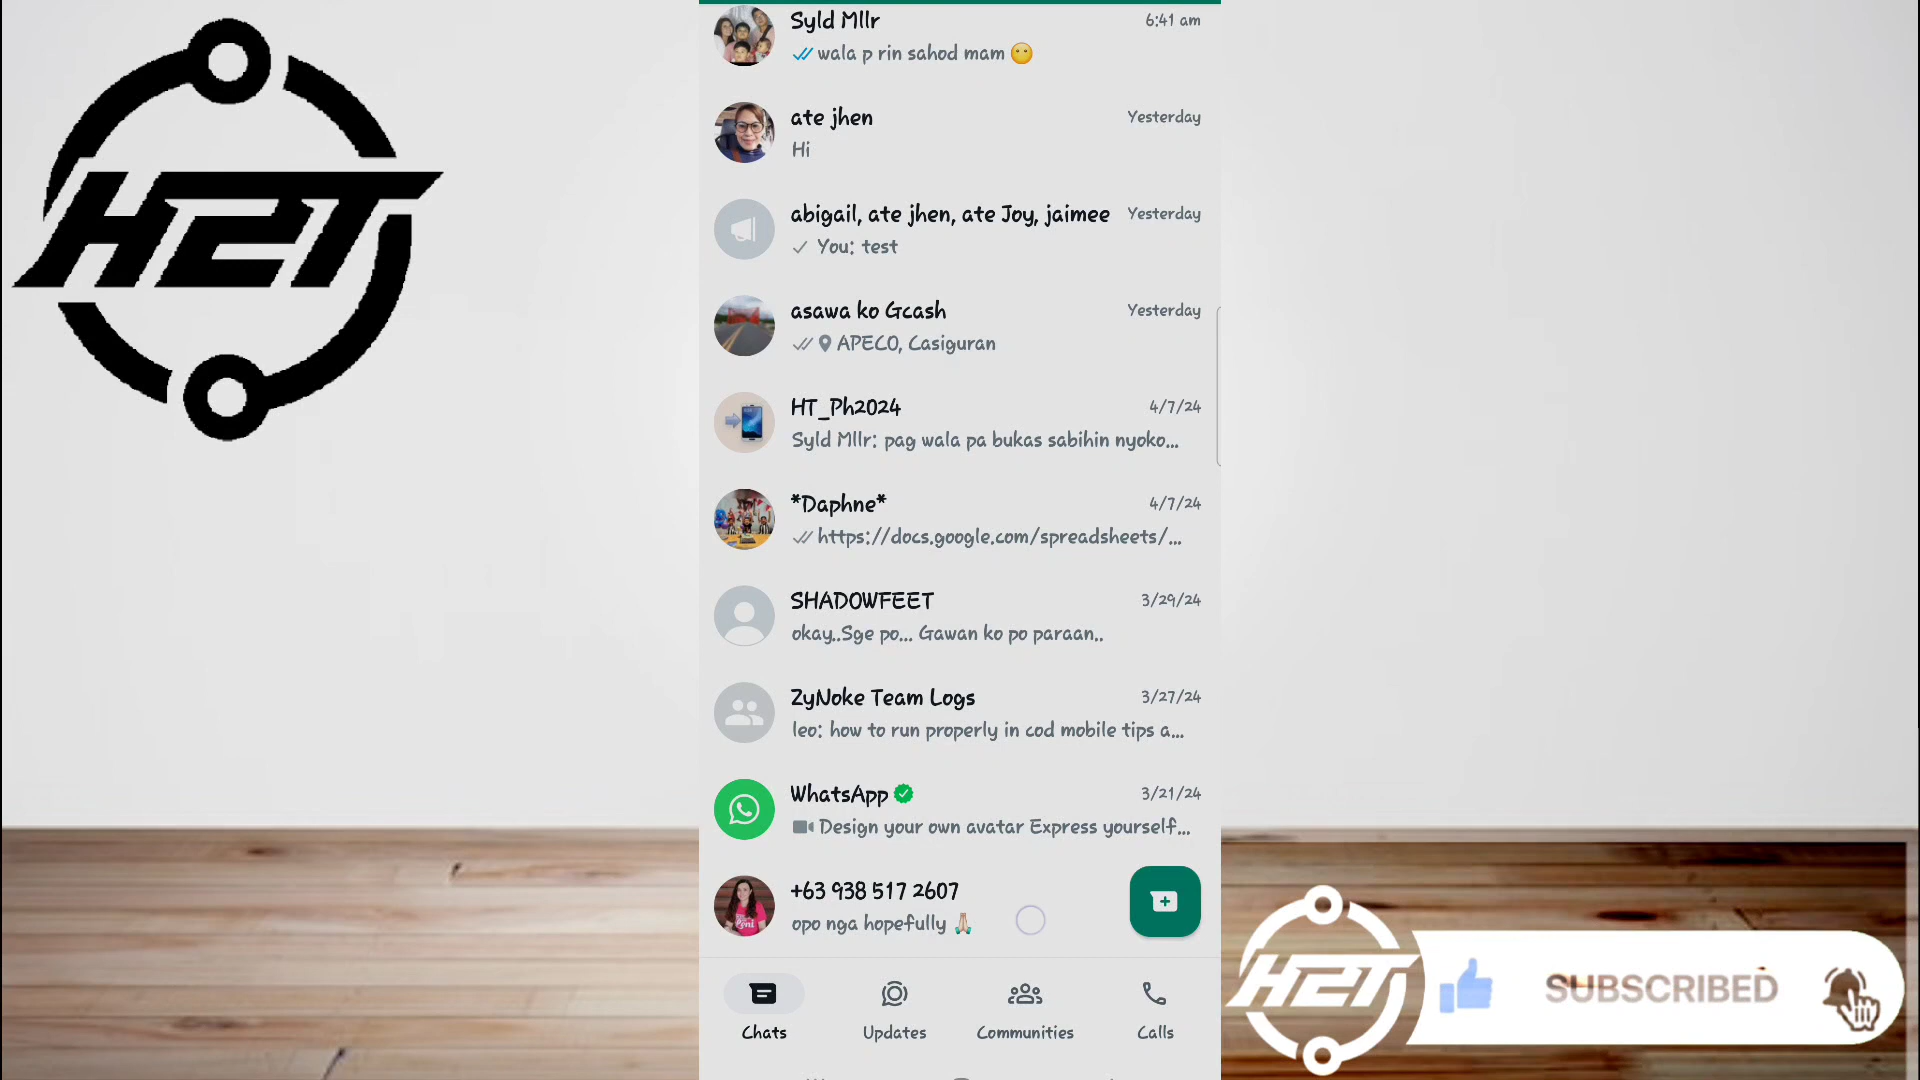 H2T
Syld Mllr 6:41 am
wala p rin sahod mam 😶
ate jhen Yesterday
Hi
abigail, ate jhen, ate Joy, jaimee Yesterday
You: test
asawa ko Gcash Yesterday
APECO, Casiguran
HT_Ph2024 4/7/24
Syld Mllr: pag wala pa bukas sabihin nyoko...
*Daphne* 4/7/24
https://docs.google.com/spreadsheets/...
SHADOWFEET 3/29/24
okay..Sge po... Gawan ko po paraan..
ZyNoke Team Logs 3/27/24
leo: how to run properly in cod mobile tips a...
WhatsApp 3/21/24
Design your own avatar Express yourself...
+63 938 517 2607
opo nga hopefully 🙏🏼
Chats Updates Communities Calls
H2T SUBSCRIBED